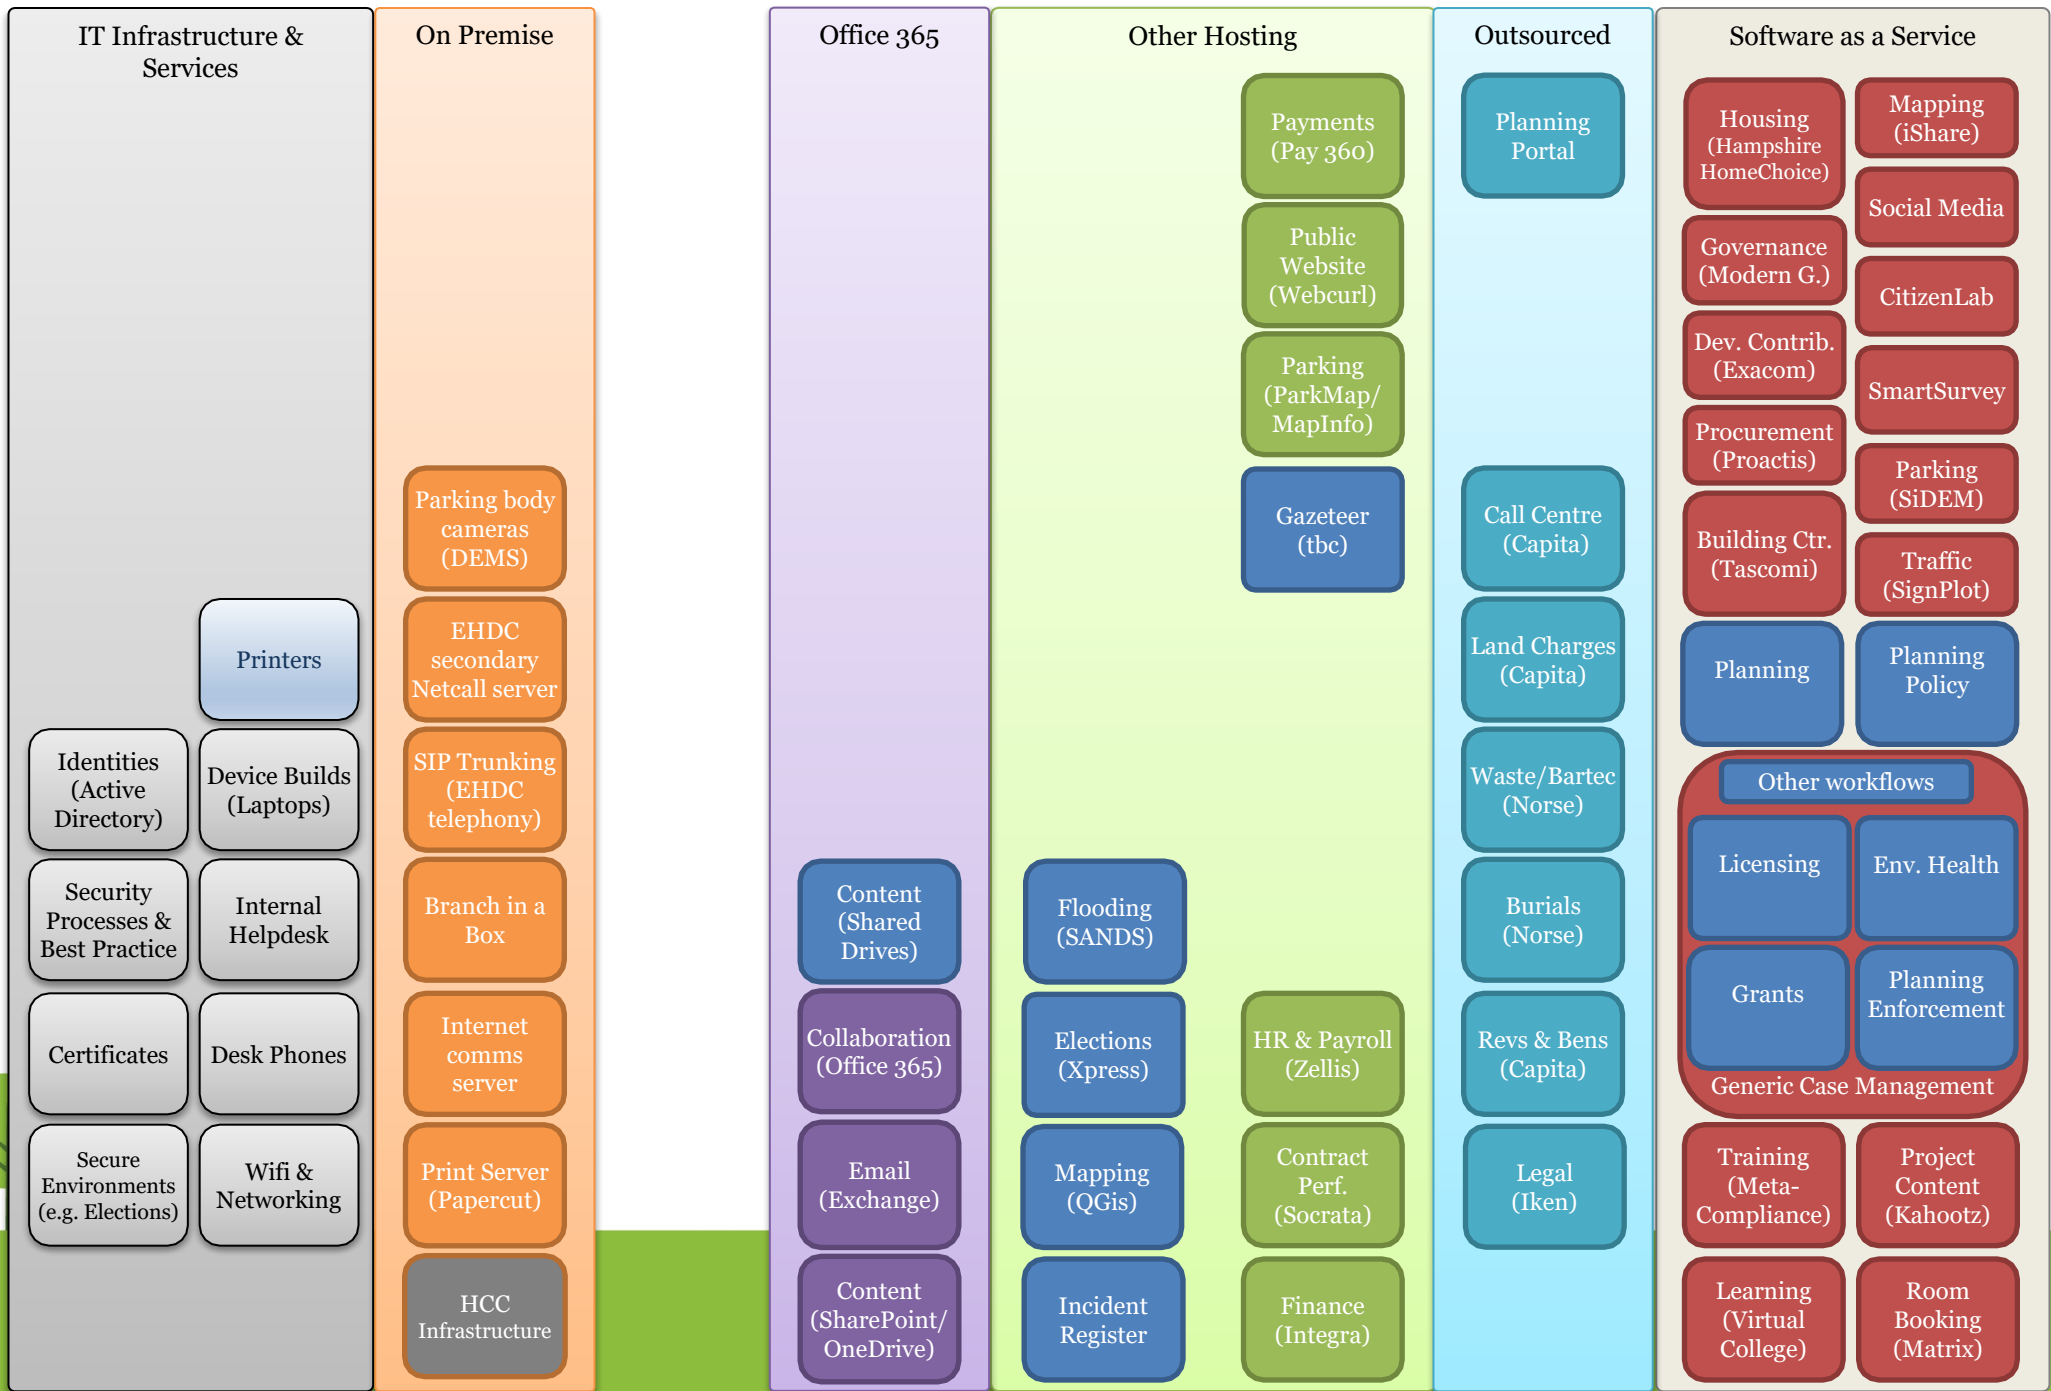 IT Infrastructure &
Services
Printers
Identities
(Active
Directory)
Device Builds
(Laptops)
Security
Processes &
Best Practice
Internal
Helpdesk
Certificates
Desk Phones
Secure
Environments
(e.g. Elections)
Wifi &
Networking
On Premise
Parking body
cameras
(DEMS)
EHDC
secondary
Netcall server
SIP Trunking
(EHDC
telephony)
Branch in a
Box
Internet
comms
server
Print Server
(Papercut)
HCC
Infrastructure
Office 365
Content
(Shared
Drives)
Collaboration
(Office 365)
Email
(Exchange)
Content
(SharePoint/
OneDrive)
Other Hosting
Payments
(Pay 360)
Public
Website
(Webcurl)
Parking
(ParkMap/
MapInfo)
Gazeteer
(tbc)
Flooding
(SANDS)
Elections
(Xpress)
HR & Payroll
(Zellis)
Mapping
(QGis)
Contract
Perf.
(Socrata)
Incident
Register
Finance
(Integra)
Outsourced
Planning
Portal
Call Centre
(Capita)
Land Charges
(Capita)
Waste/Bartec
(Norse)
Burials
(Norse)
Revs & Bens
(Capita)
Legal
(Iken)
Software as a Service
Housing
(Hampshire
HomeChoice)
Mapping
(iShare)
Social Media
Governance
(Modern G.)
CitizenLab
Dev. Contrib.
(Exacom)
SmartSurvey
Procurement
(Proactis)
Parking
(SiDEM)
Building Ctr.
(Tascomi)
Traffic
(SignPlot)
Planning
Planning
Policy
Other workflows
Licensing
Env. Health
Grants
Planning
Enforcement
Generic Case Management
Training
(Meta-
Compliance)
Project
Content
(Kahootz)
Learning
(Virtual
College)
Room
Booking
(Matrix)